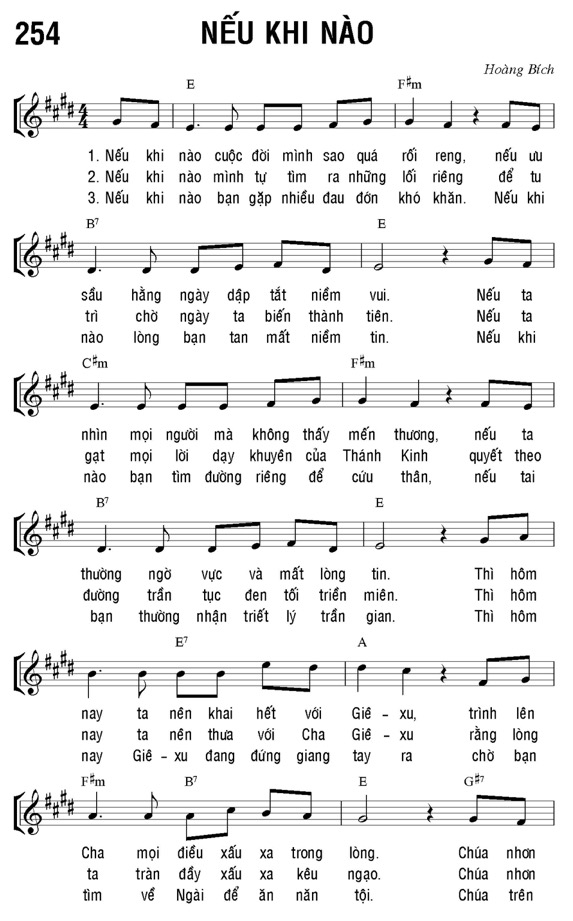 254 NẾU KHI NÀO
Hoàng Bích
E F#m
1. Nếu khi nào cuộc đời mình sao quá rối reng, nếu ưu
2. Nếu khi nào mình tự tìm ra những lối riêng để tu
3. Nếu khi nào bạn gặp nhiều đau đớn khó khăn. Nếu khi
B7 E
sầu hằng ngày dập tắt niềm vui. Nếu ta
trì chờ ngày ta biến thành tiên. Nếu ta
nào lòng bạn tan mất niềm tin. Nếu khi
C#m F#m
nhìn mọi người mà không thấy mến thương, nếu ta
gạt mọi lời dạy khuyên của Thánh Kinh quyết theo
nào bạn tìm đường riêng để cứu thân, nếu tai
B7 E
thường ngờ vực và mất lòng tin. Thì hôm
đường trần tục đen tối triền miên. Thì hôm
bạn thường nhận triết lý trần gian. Thì hôm
E7 A
nay ta nên khai hết với Giê-xu, trình lên
nay ta nên thưa với Cha Giê-xu rằng lòng
nay Giê-xu đang đứng giang tay ra chờ bạn
F#m B7 E G#7
Cha mọi điều xấu xa trong lòng. Chúa nhơn
ta tràn đầy xấu xa kêu ngạo. Chúa nhơn
tìm về Ngài để ăn năn tội. Chúa trên